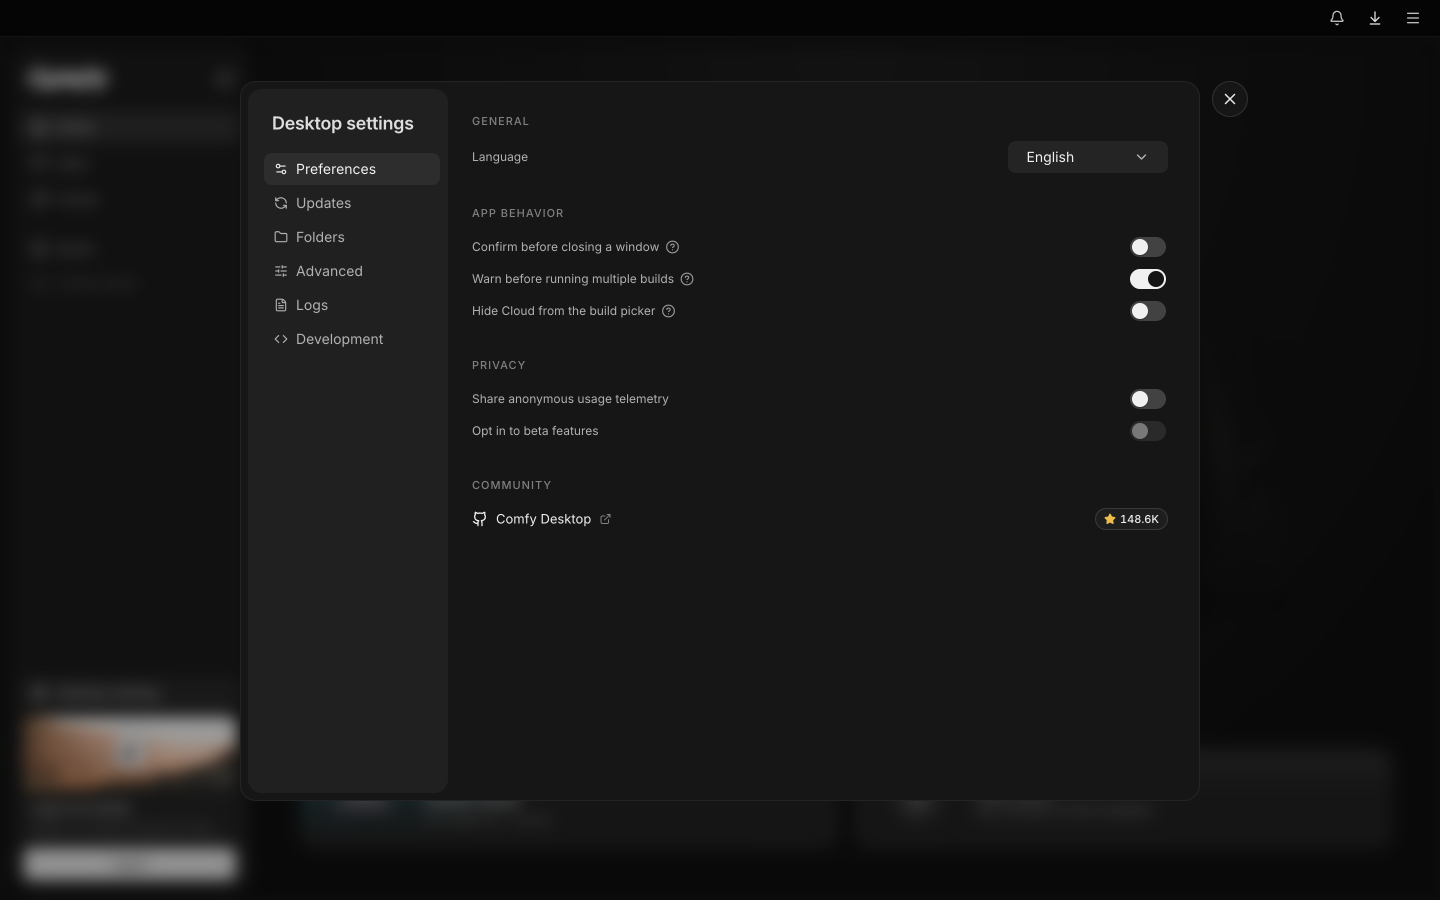 Desktop settings
Preferences
Updates
Folders
Advanced
Logs
Development
GENERAL
Language
English
APP BEHAVIOR
Confirm before closing a window
Warn before running multiple builds
Hide Cloud from the build picker
PRIVACY
Share anonymous usage telemetry
Opt in to beta features
COMMUNITY
Comfy Desktop
148.6K